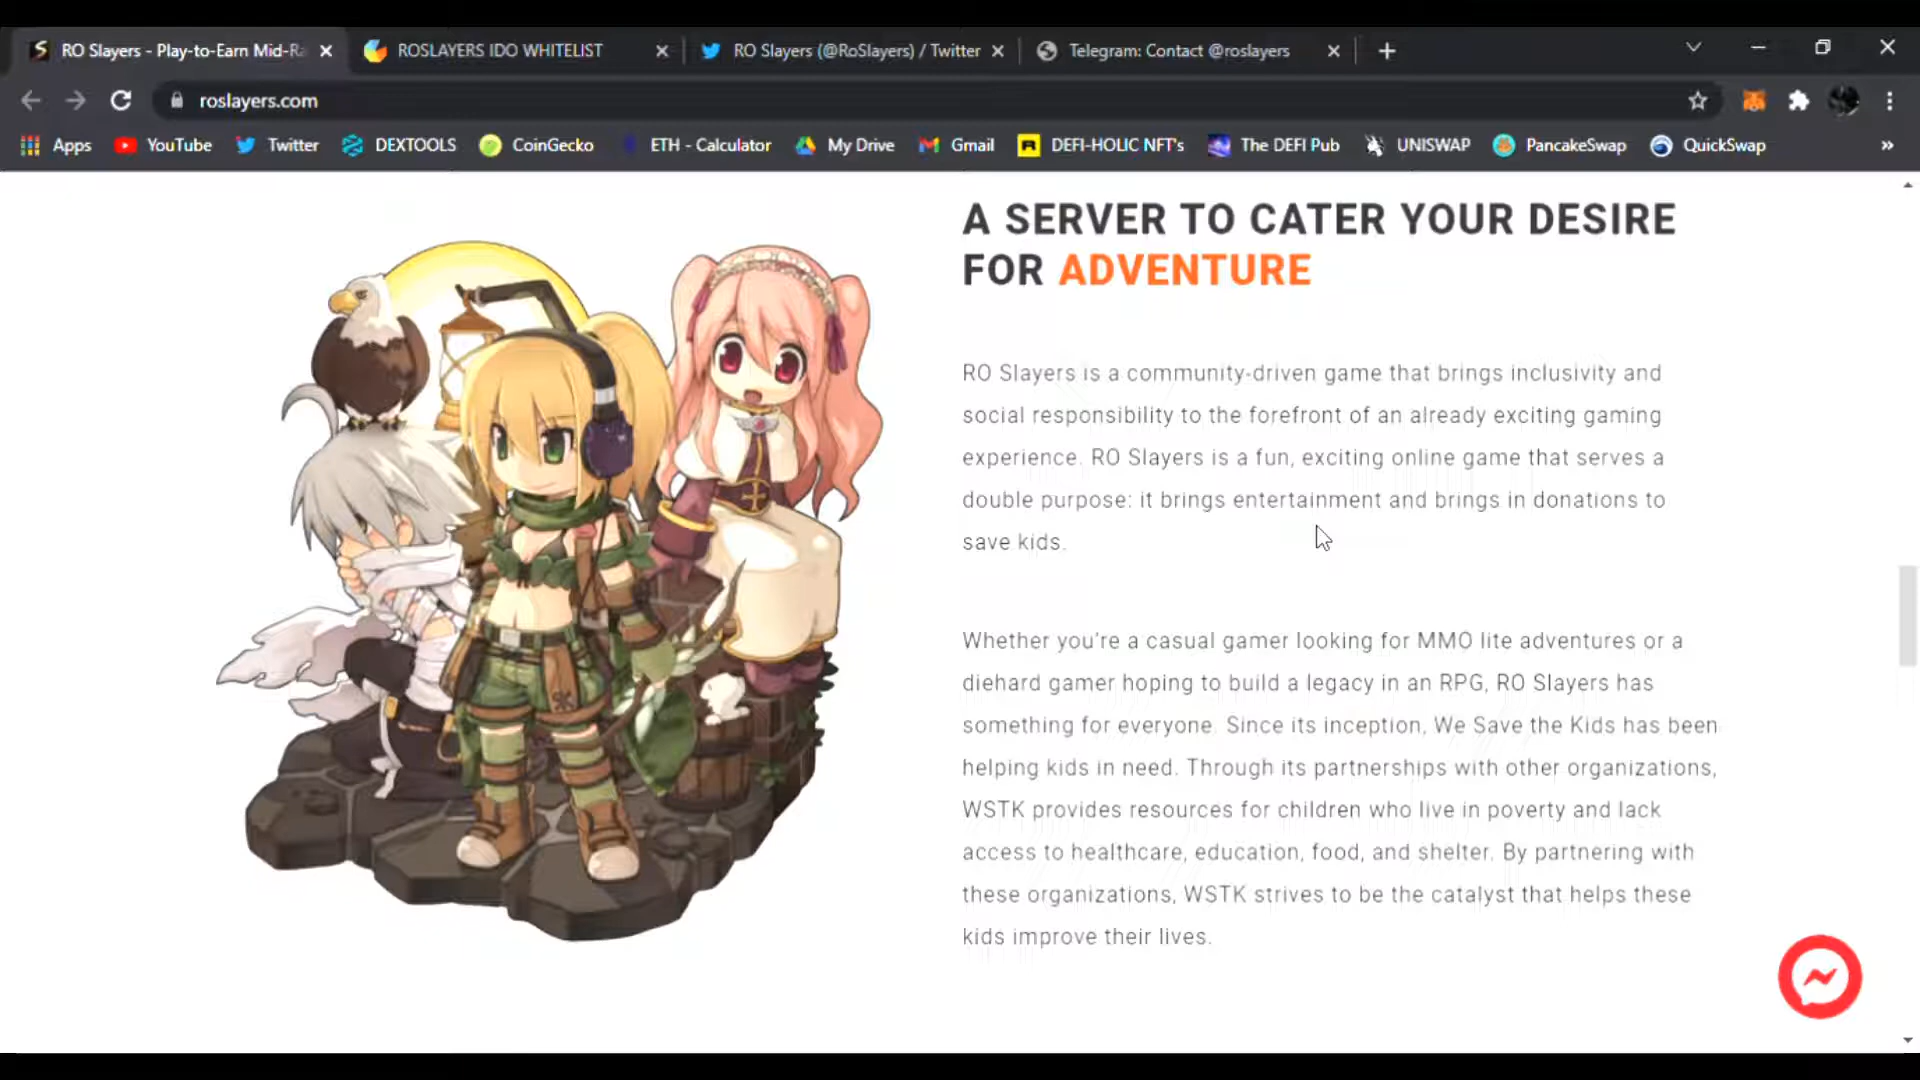 RO Slayers - Play-to-Earn Mid-Ra
ROSLAYERS IDO WHITELIST
RO Slayers (@RoSlayers) / Twitter
Telegram: Contact @roslayers
roslayers.com
Apps
YouTube
Twitter
DEXTOOLS
CoinGecko
ETH - Calculator
My Drive
Gmail
DEFI-HOLIC NFT's
The DEFI Pub
UNISWAP
PancakeSwap
QuickSwap
A SERVER TO CATER YOUR DESIRE
FOR ADVENTURE
RO Slayers is a community-driven game that brings inclusivity and
social responsibility to the forefront of an already exciting gaming
experience. RO Slayers is a fun, exciting online game that serves a
double purpose: it brings entertainment and brings in donations to
save kids.
Whether you're a casual gamer looking for MMO lite adventures or a
diehard gamer hoping to build a legacy in an RPG, RO Slayers has
something for everyone. Since its inception, We Save the Kids has been
helping kids in need. Through its partnerships with other organizations,
WSTK provides resources for children who live in poverty and lack
access to healthcare, education, food, and shelter. By partnering with
these organizations, WSTK strives to be the catalyst that helps these
kids improve their lives.